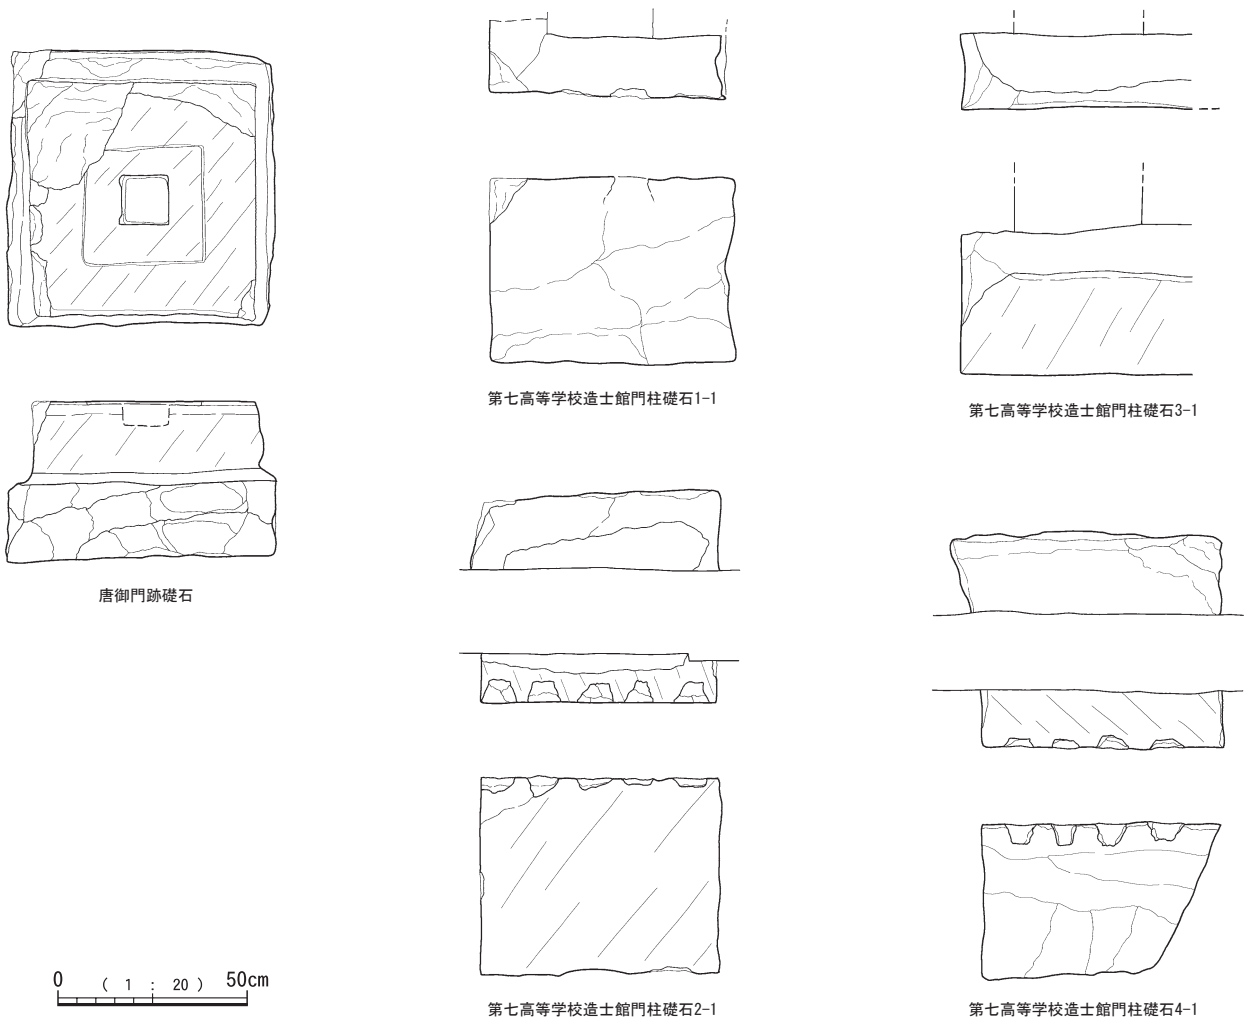 第七高等学校造士館門柱礎石1-1
第七高等学校造士館門柱礎石3-1
唐御門跡礎石
0 ( 1 : 20 ) 50cm
第七高等学校造士館門柱礎石2-1
第七高等学校造士館門柱礎石4-1